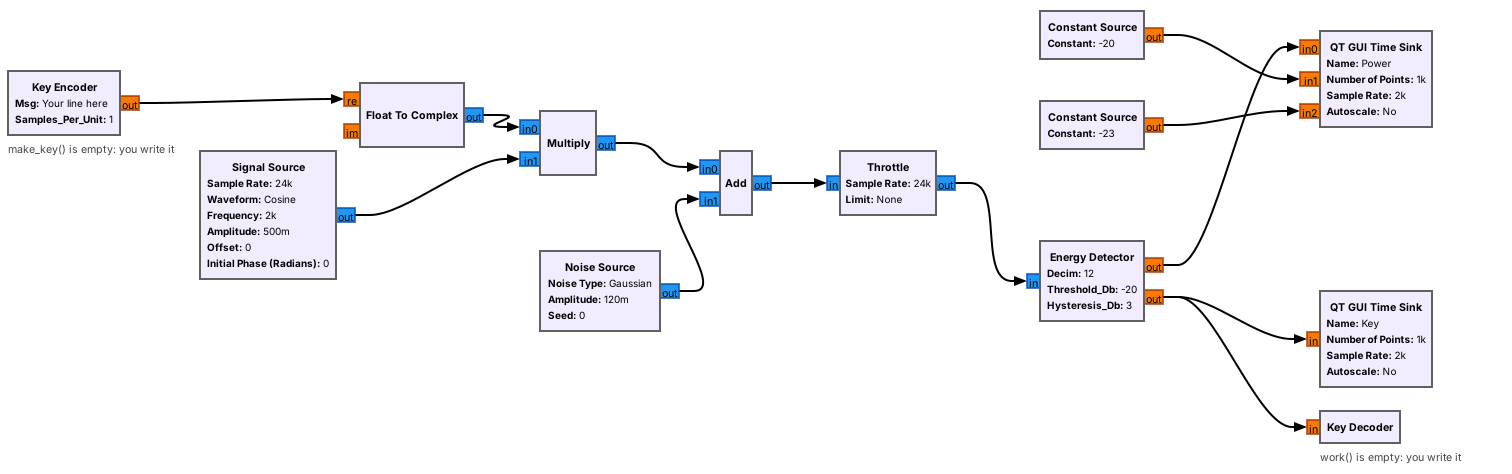 Key Encoder
Msg: Your line here
Samples_Per_Unit: 1
out
make_key() is empty: you write it
Signal Source
Sample Rate: 24k
Waveform: Cosine
Frequency: 2k
Amplitude: 500m
Offset: 0
Initial Phase (Radians): 0
out
re
im
Float To Complex
out
in0
in1
Multiply
out
Noise Source
Noise Type: Gaussian
Amplitude: 120m
Seed: 0
out
in0
in1
Add
out
in
Throttle
Sample Rate: 24k
Limit: None
out
Constant Source
Constant: -20
out
Constant Source
Constant: -23
out
in
Energy Detector
Decim: 12
Threshold_Db: -20
Hysteresis_Db: 3
out
out
in0
in1
in2
QT GUI Time Sink
Name: Power
Number of Points: 1k
Sample Rate: 2k
Autoscale: No
in
QT GUI Time Sink
Name: Key
Number of Points: 1k
Sample Rate: 2k
Autoscale: No
in
Key Decoder
work() is empty: you write it